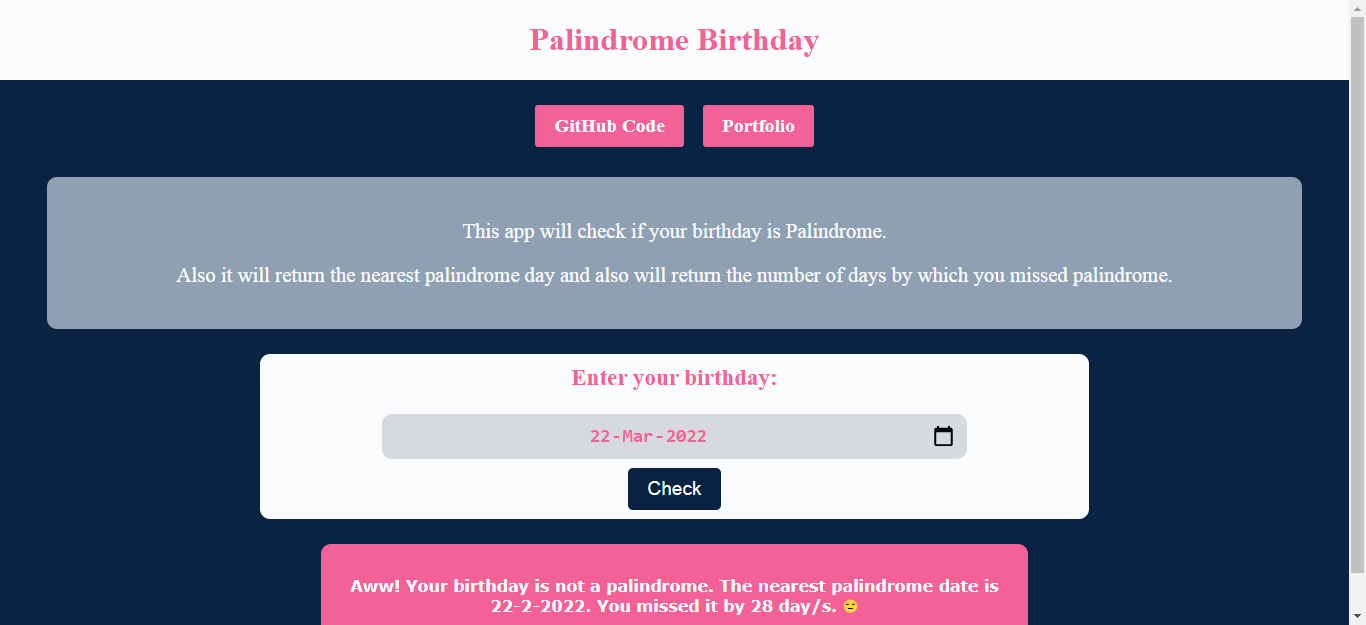 Palindrome Birthday
GitHub Code Portfolio
This app will check if your birthday is Palindrome.
Also it will return the nearest palindrome day and also will return the number of days by which you missed palindrome.
Enter your birthday:
22-Mar-2022
Check
Aww! Your birthday is not a palindrome. The nearest palindrome date is
22-2-2022. You missed it by 28 day/s. 😑